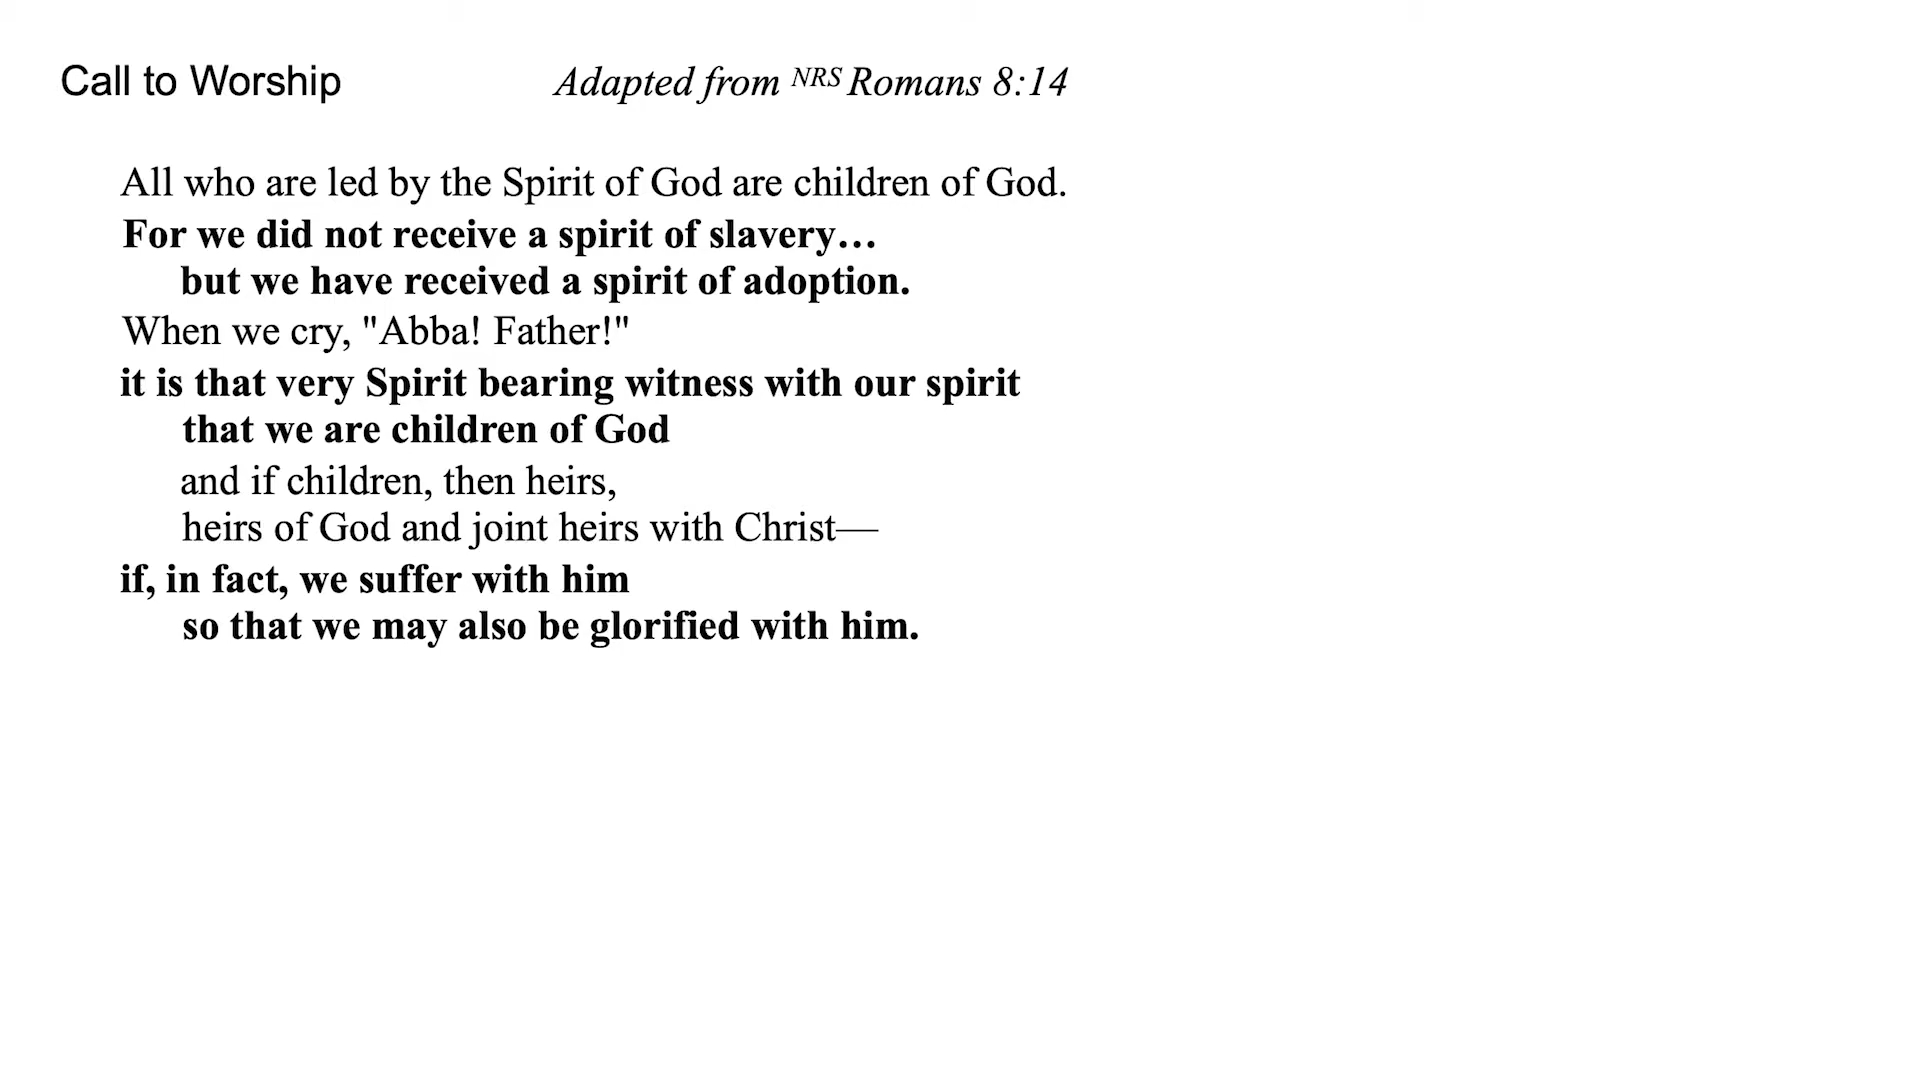 Call to Worship Adapted from NRS Romans 8:14
All who are led by the Spirit of God are children of God.
For we did not receive a spirit of slavery…
but we have received a spirit of adoption.
When we cry, "Abba! Father!"
it is that very Spirit bearing witness with our spirit
that we are children of God
and if children, then heirs,
heirs of God and joint heirs with Christ—
if, in fact, we suffer with him
so that we may also be glorified with him.